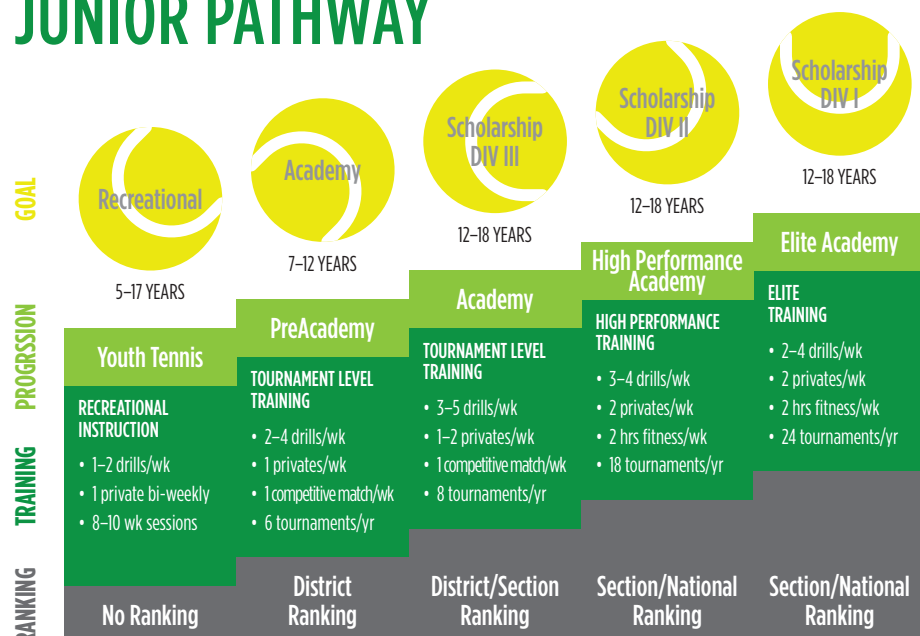 JUNIOR PATHWAY
GOAL
Recreational
5–17 YEARS
Academy
7–12 YEARS
Scholarship
DIV III
12–18 YEARS
Scholarship
DIV II
12–18 YEARS
Scholarship
DIV I
12–18 YEARS
PROGRSSION
Youth Tennis
PreAcademy
Academy
High Performance
Academy
Elite Academy
TRAINING
RECREATIONAL
INSTRUCTION
• 1–2 drills/wk
• 1 private bi-weekly
• 8–10 wk sessions
TOURNAMENT LEVEL
TRAINING
• 2–4 drills/wk
• 1 privates/wk
• 1 competitive match/wk
• 6 tournaments/yr
TOURNAMENT LEVEL
TRAINING
• 3–5 drills/wk
• 1–2 privates/wk
• 1 competitive match/wk
• 8 tournaments/yr
HIGH PERFORMANCE
TRAINING
• 3–4 drills/wk
• 2 privates/wk
• 2 hrs fitness/wk
• 18 tournaments/yr
ELITE
TRAINING
• 2–4 drills/wk
• 2 privates/wk
• 2 hrs fitness/wk
• 24 tournaments/yr
RANKING
No Ranking
District
Ranking
District/Section
Ranking
Section/National
Ranking
Section/National
Ranking